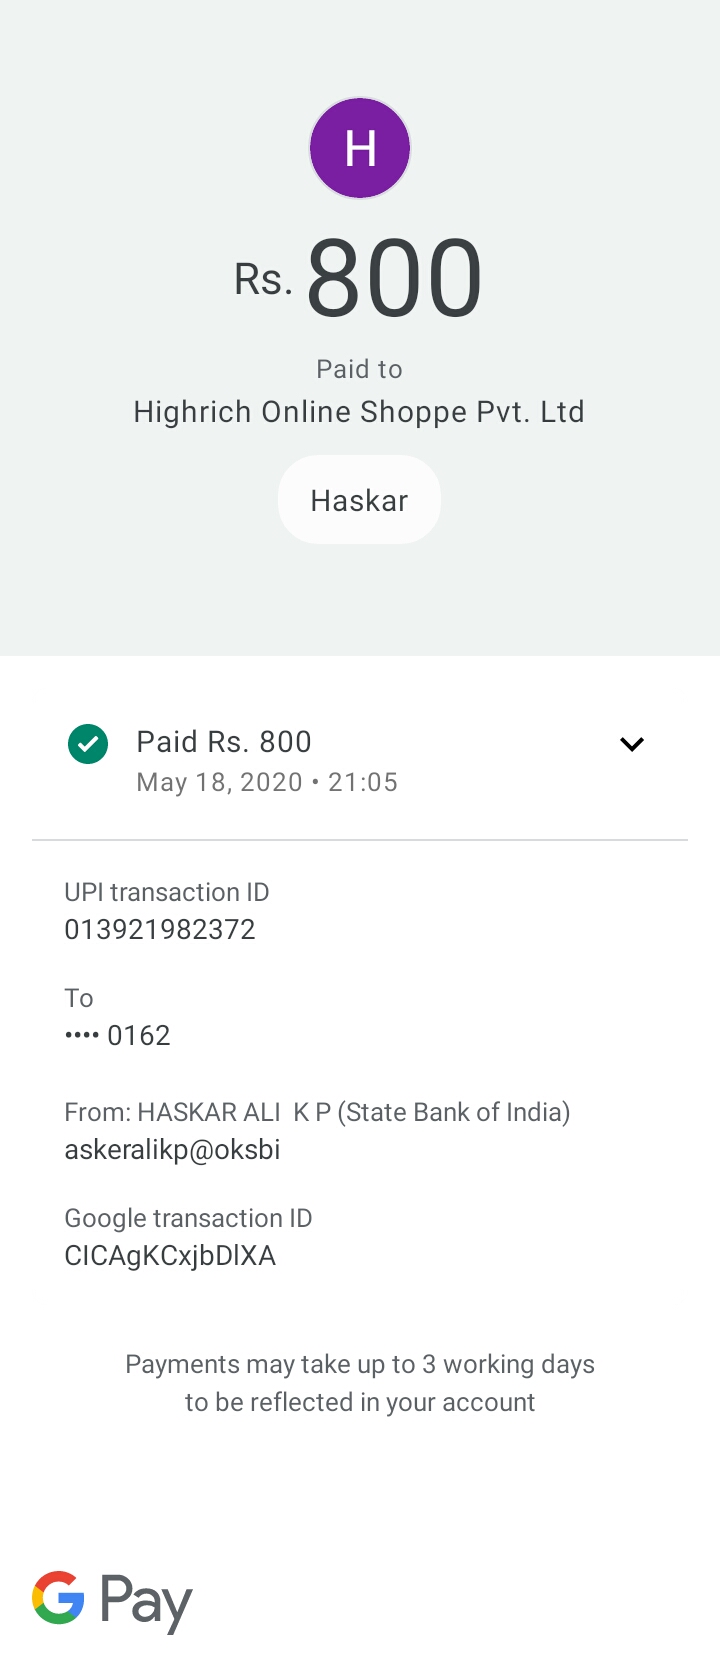 H
Rs. 800
Paid to
Highrich Online Shoppe Pvt. Ltd
Haskar
Paid Rs. 800
May 18, 2020 • 21:05
UPI transaction ID
013921982372
To
•••• 0162
From: HASKAR ALI  K P (State Bank of India)
askeralikp@oksbi
Google transaction ID
CICAgKCxjbDlXA
Payments may take up to 3 working days
to be reflected in your account
G Pay